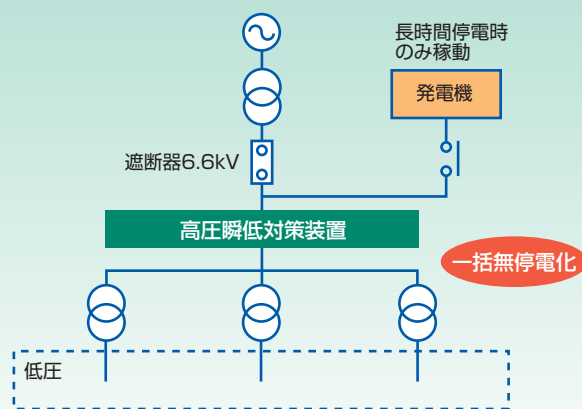 長時間停電時
のみ稼動
発電機
遮断器6.6kV
高圧瞬低対策装置
一括無停電化
低圧